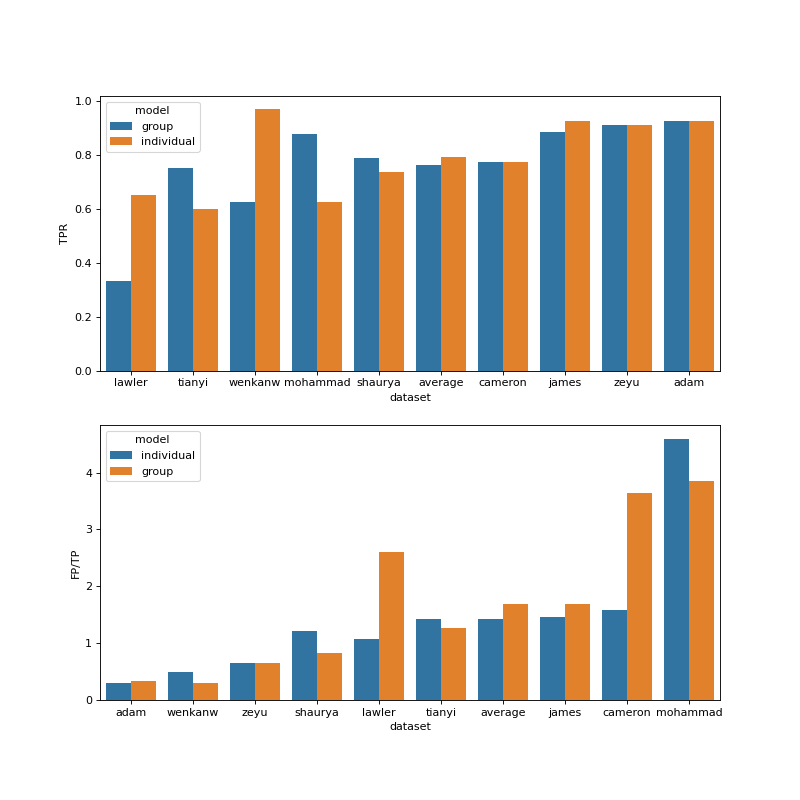 model
group
individual
1.0
0.8
0.6
0.4
0.2
0.0
TPR
lawler tianyi wenkanw mohammad shaurya average cameron james zeyu adam
dataset
model
individual
group
4
3
2
1
0
FP/TP
adam wenkanw zeyu shaurya lawler tianyi average james cameron mohammad
dataset